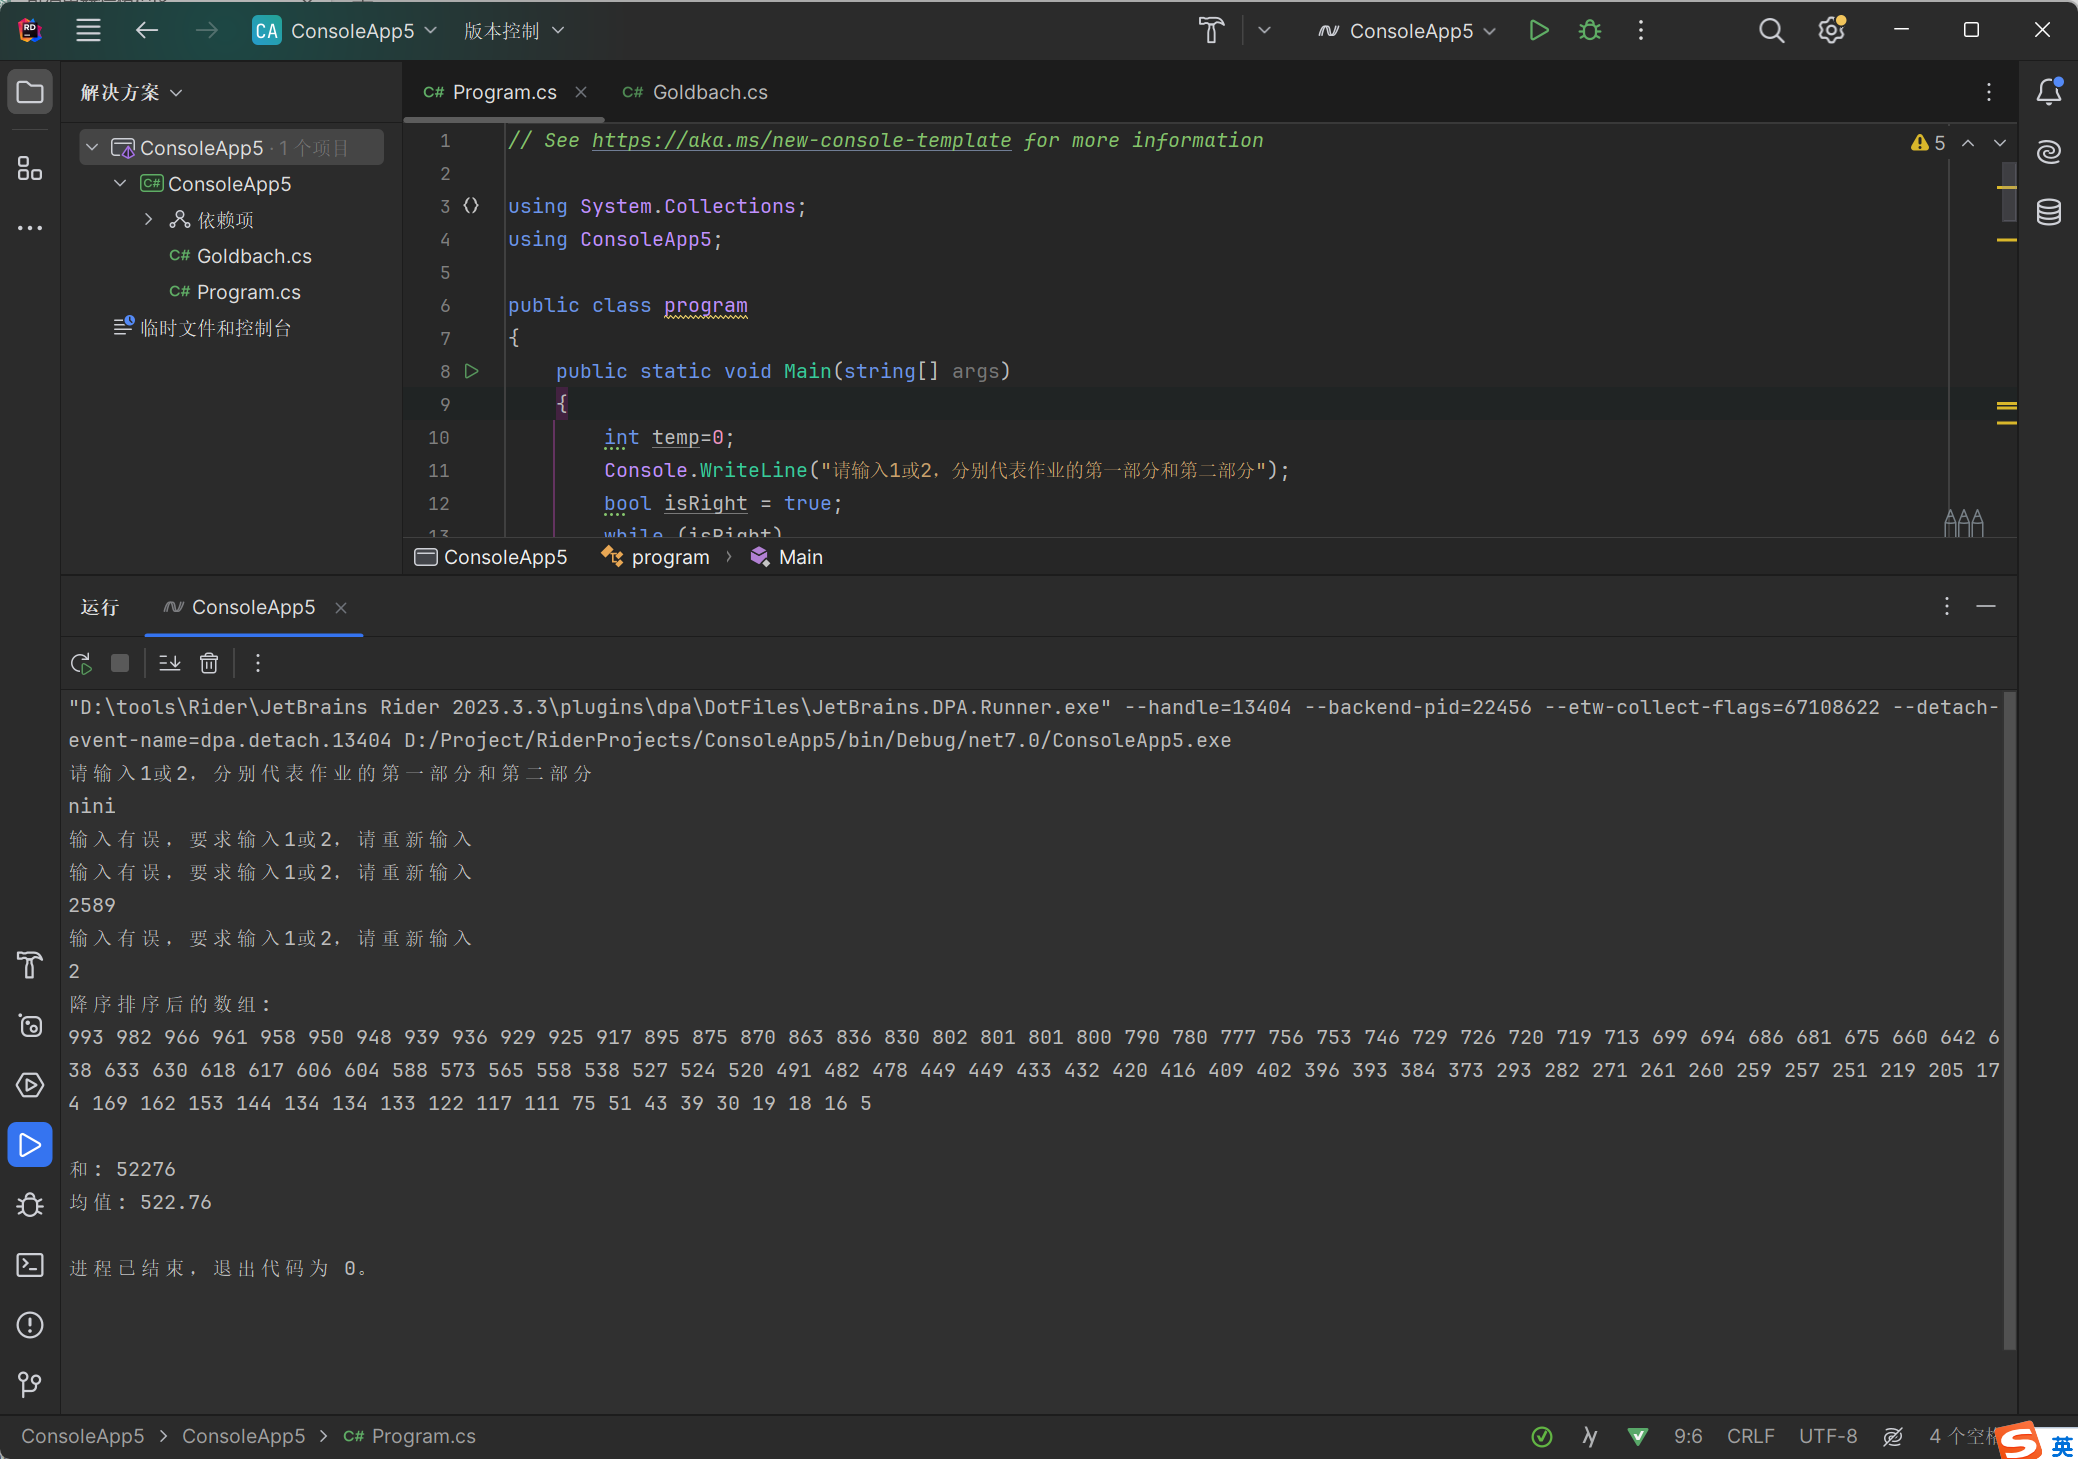 CA ConsoleApp5 版本控制 ConsoleApp5
解决方案
C# Program.cs
C# Goldbach.cs
ConsoleApp5 · 1 个项目
C# ConsoleApp5
依赖项
C# Goldbach.cs
C# Program.cs
临时文件和控制台
5
1 // See https://aka.ms/new-console-template for more information
2
3 using System.Collections;
4 using ConsoleApp5;
5
6 public class program
7 {
8 public static void Main(string[] args)
9 {
10 int temp=0;
11 Console.WriteLine("请输入1或2，分别代表作业的第一部分和第二部分");
12 bool isRight = true;
13 while (isRight)
ConsoleApp5 program › Main
运行 ConsoleApp5
"D:\tools\Rider\JetBrains Rider 2023.3.3\plugins\dpa\DotFiles\JetBrains.DPA.Runner.exe" --handle=13404 --backend-pid=22456 --etw-collect-flags=67108622 --detach-
event-name=dpa.detach.13404 D:/Project/RiderProjects/ConsoleApp5/bin/Debug/net7.0/ConsoleApp5.exe
请输入1或2，分别代表作业的第一部分和第二部分
nini
输入有误，要求输入1或2，请重新输入
输入有误，要求输入1或2，请重新输入
2589
输入有误，要求输入1或2，请重新输入
2
降序排序后的数组：
993 982 966 961 958 950 948 939 936 929 925 917 895 875 870 863 836 830 802 801 801 800 790 780 777 756 753 746 729 726 720 719 713 699 694 686 681 675 660 642 6
38 633 630 618 617 606 604 588 573 565 558 538 527 524 520 491 482 478 449 449 433 432 420 416 409 402 396 393 384 373 293 282 271 261 260 259 257 251 219 205 17
4 169 162 153 144 134 134 133 122 117 111 75 51 43 39 30 19 18 16 5
和：52276
均值：522.76
进程已结束，退出代码为 0。
ConsoleApp5 > ConsoleApp5 > C# Program.cs 9:6 CRLF UTF-8 4 个空
英